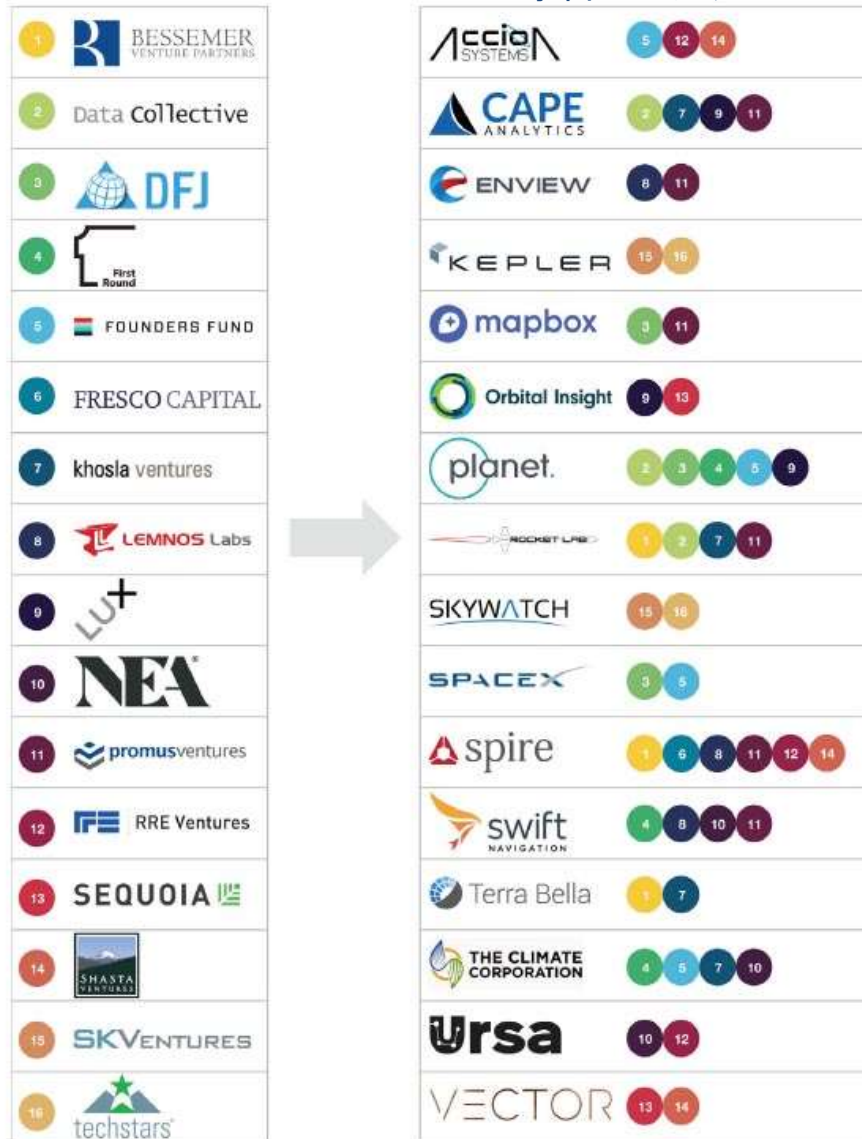 1 BESSEMER
VENTURE PARTNERS
2 Data Collective
3 DFJ
4 First
Round
5 FOUNDERS FUND
6 FRESCO CAPITAL
7 khosla ventures
8 LEMNOS Labs
9 LU+
10 NEA®
11 promusventures
12 RRE Ventures
13 SEQUOIA
14 SHASTA
VENTURES
15 SKVENTURES
16 techstars
ACCION
SYSTEMS
5 12 14
CAPE
ANALYTICS
2 7 9 11
ENVIEW 8 11
KEPLER 15 16
mapbox 3 11
Orbital Insight 9 13
planet. 2 3 4 5 9
ROCKET LAB 1 2 7 11
SKYWATCH 15 16
SPACEX 3 5
spire 1 6 8 11 12 14
swift
NAVIGATION
4 8 10 11
Terra Bella 1 7
THE CLIMATE
CORPORATION
4 5 7 10
Ursa 10 12
VECTOR 13 14